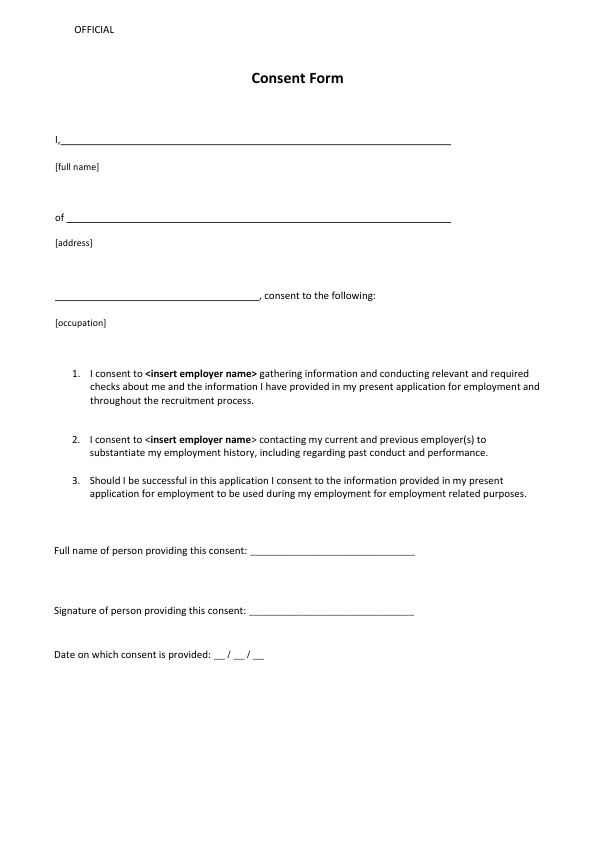 OFFICIAL
Consent Form
I,
[full name]
of
[address]
, consent to the following:
[occupation]
1. I consent to <insert employer name> gathering information and conducting relevant and required
checks about me and the information I have provided in my present application for employment and
throughout the recruitment process.
2. I consent to <insert employer name> contacting my current and previous employer(s) to
substantiate my employment history, including regarding past conduct and performance.
3. Should I be successful in this application I consent to the information provided in my present
application for employment to be used during my employment for employment related purposes.
Full name of person providing this consent: ______________________________
Signature of person providing this consent: ______________________________
Date on which consent is provided: __ / __ / __